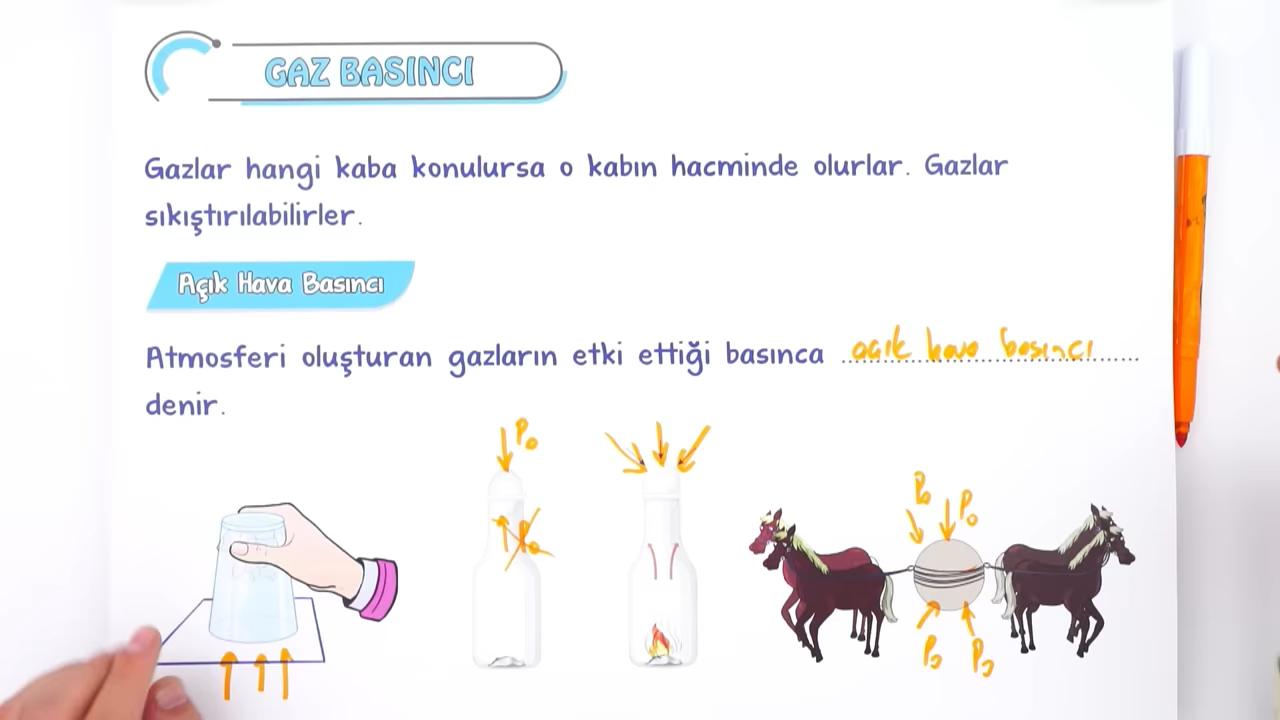 GAZ BASINCI
Gazlar hangi kaba konulursa o kabın hacminde olurlar. Gazlar
sıkıştırılabilirler.
Açık Hava Basıncı
Atmosferi oluşturan gazların etki ettiği basınca açık hava basıncı
denir.
P₀
P₀
P₀ P₀
P₀ P₀